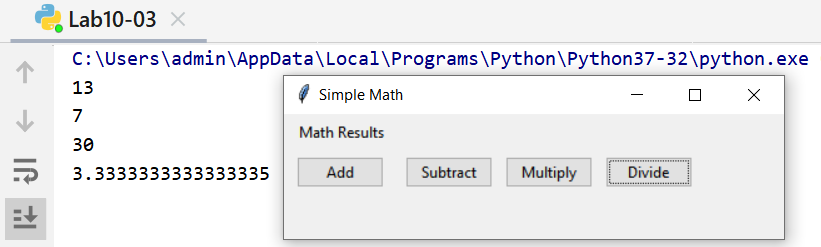 Lab10-03
C:\Users\admin\AppData\Local\Programs\Python\Python37-32\python.exe
13
7
30
3.3333333333333335
Simple Math
Math Results
Add Subtract Multiply Divide